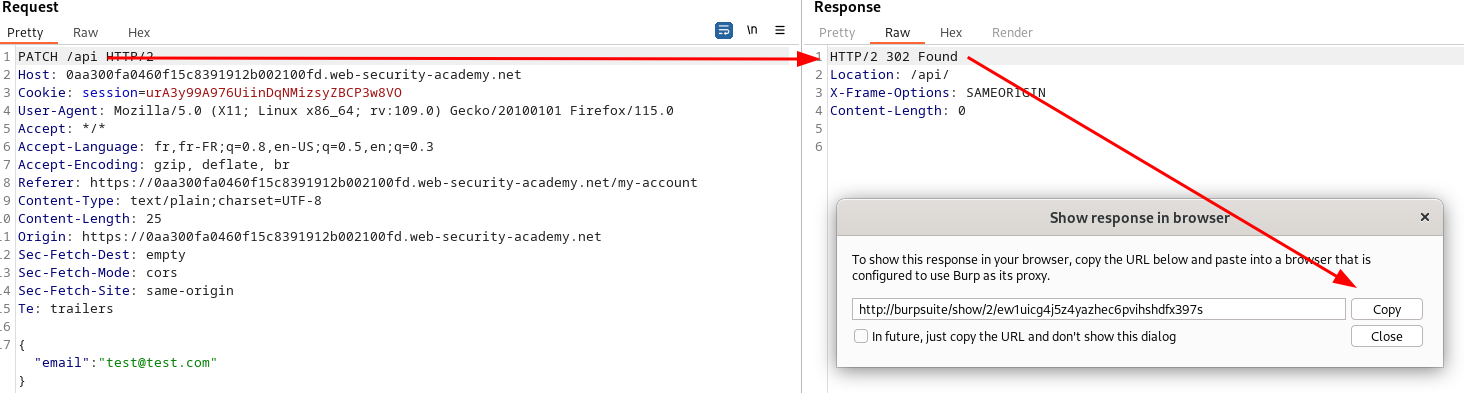 Request
Pretty Raw Hex
\n
1 PATCH /api HTTP/2
2 Host: 0aa300fa0460f15c8391912b002100fd.web-security-academy.net
3 Cookie: session=urA3y99A976UiinDqNMizsyZBCP3w8VO
4 User-Agent: Mozilla/5.0 (X11; Linux x86_64; rv:109.0) Gecko/20100101 Firefox/115.0
5 Accept: */*
6 Accept-Language: fr,fr-FR;q=0.8,en-US;q=0.5,en;q=0.3
7 Accept-Encoding: gzip, deflate, br
8 Referer: https://0aa300fa0460f15c8391912b002100fd.web-security-academy.net/my-account
9 Content-Type: text/plain;charset=UTF-8
10 Content-Length: 25
11 Origin: https://0aa300fa0460f15c8391912b002100fd.web-security-academy.net
12 Sec-Fetch-Dest: empty
13 Sec-Fetch-Mode: cors
14 Sec-Fetch-Site: same-origin
15 Te: trailers
16
17 {
"email":"test@test.com"
}
Response
Pretty Raw Hex Render
1 HTTP/2 302 Found
2 Location: /api/
3 X-Frame-Options: SAMEORIGIN
4 Content-Length: 0
5
6
Show response in browser ×
To show this response in your browser, copy the URL below and paste into a browser that is
configured to use Burp as its proxy.
http://burpsuite/show/2/ew1uicg4j5z4yazhec6pvihshdfx397s Copy
In future, just copy the URL and don't show this dialog Close